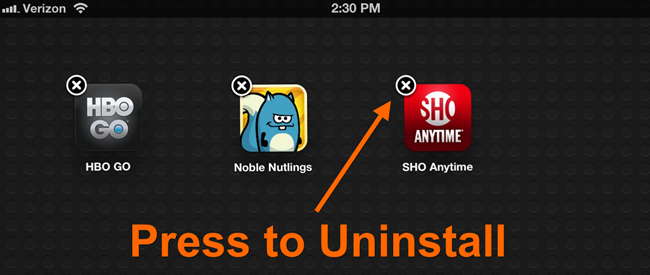 Verizon 2:30 PM
HBO
GO
SHO
ANYTIME
HBO GO Noble Nutlings SHO Anytime
Press to Uninstall